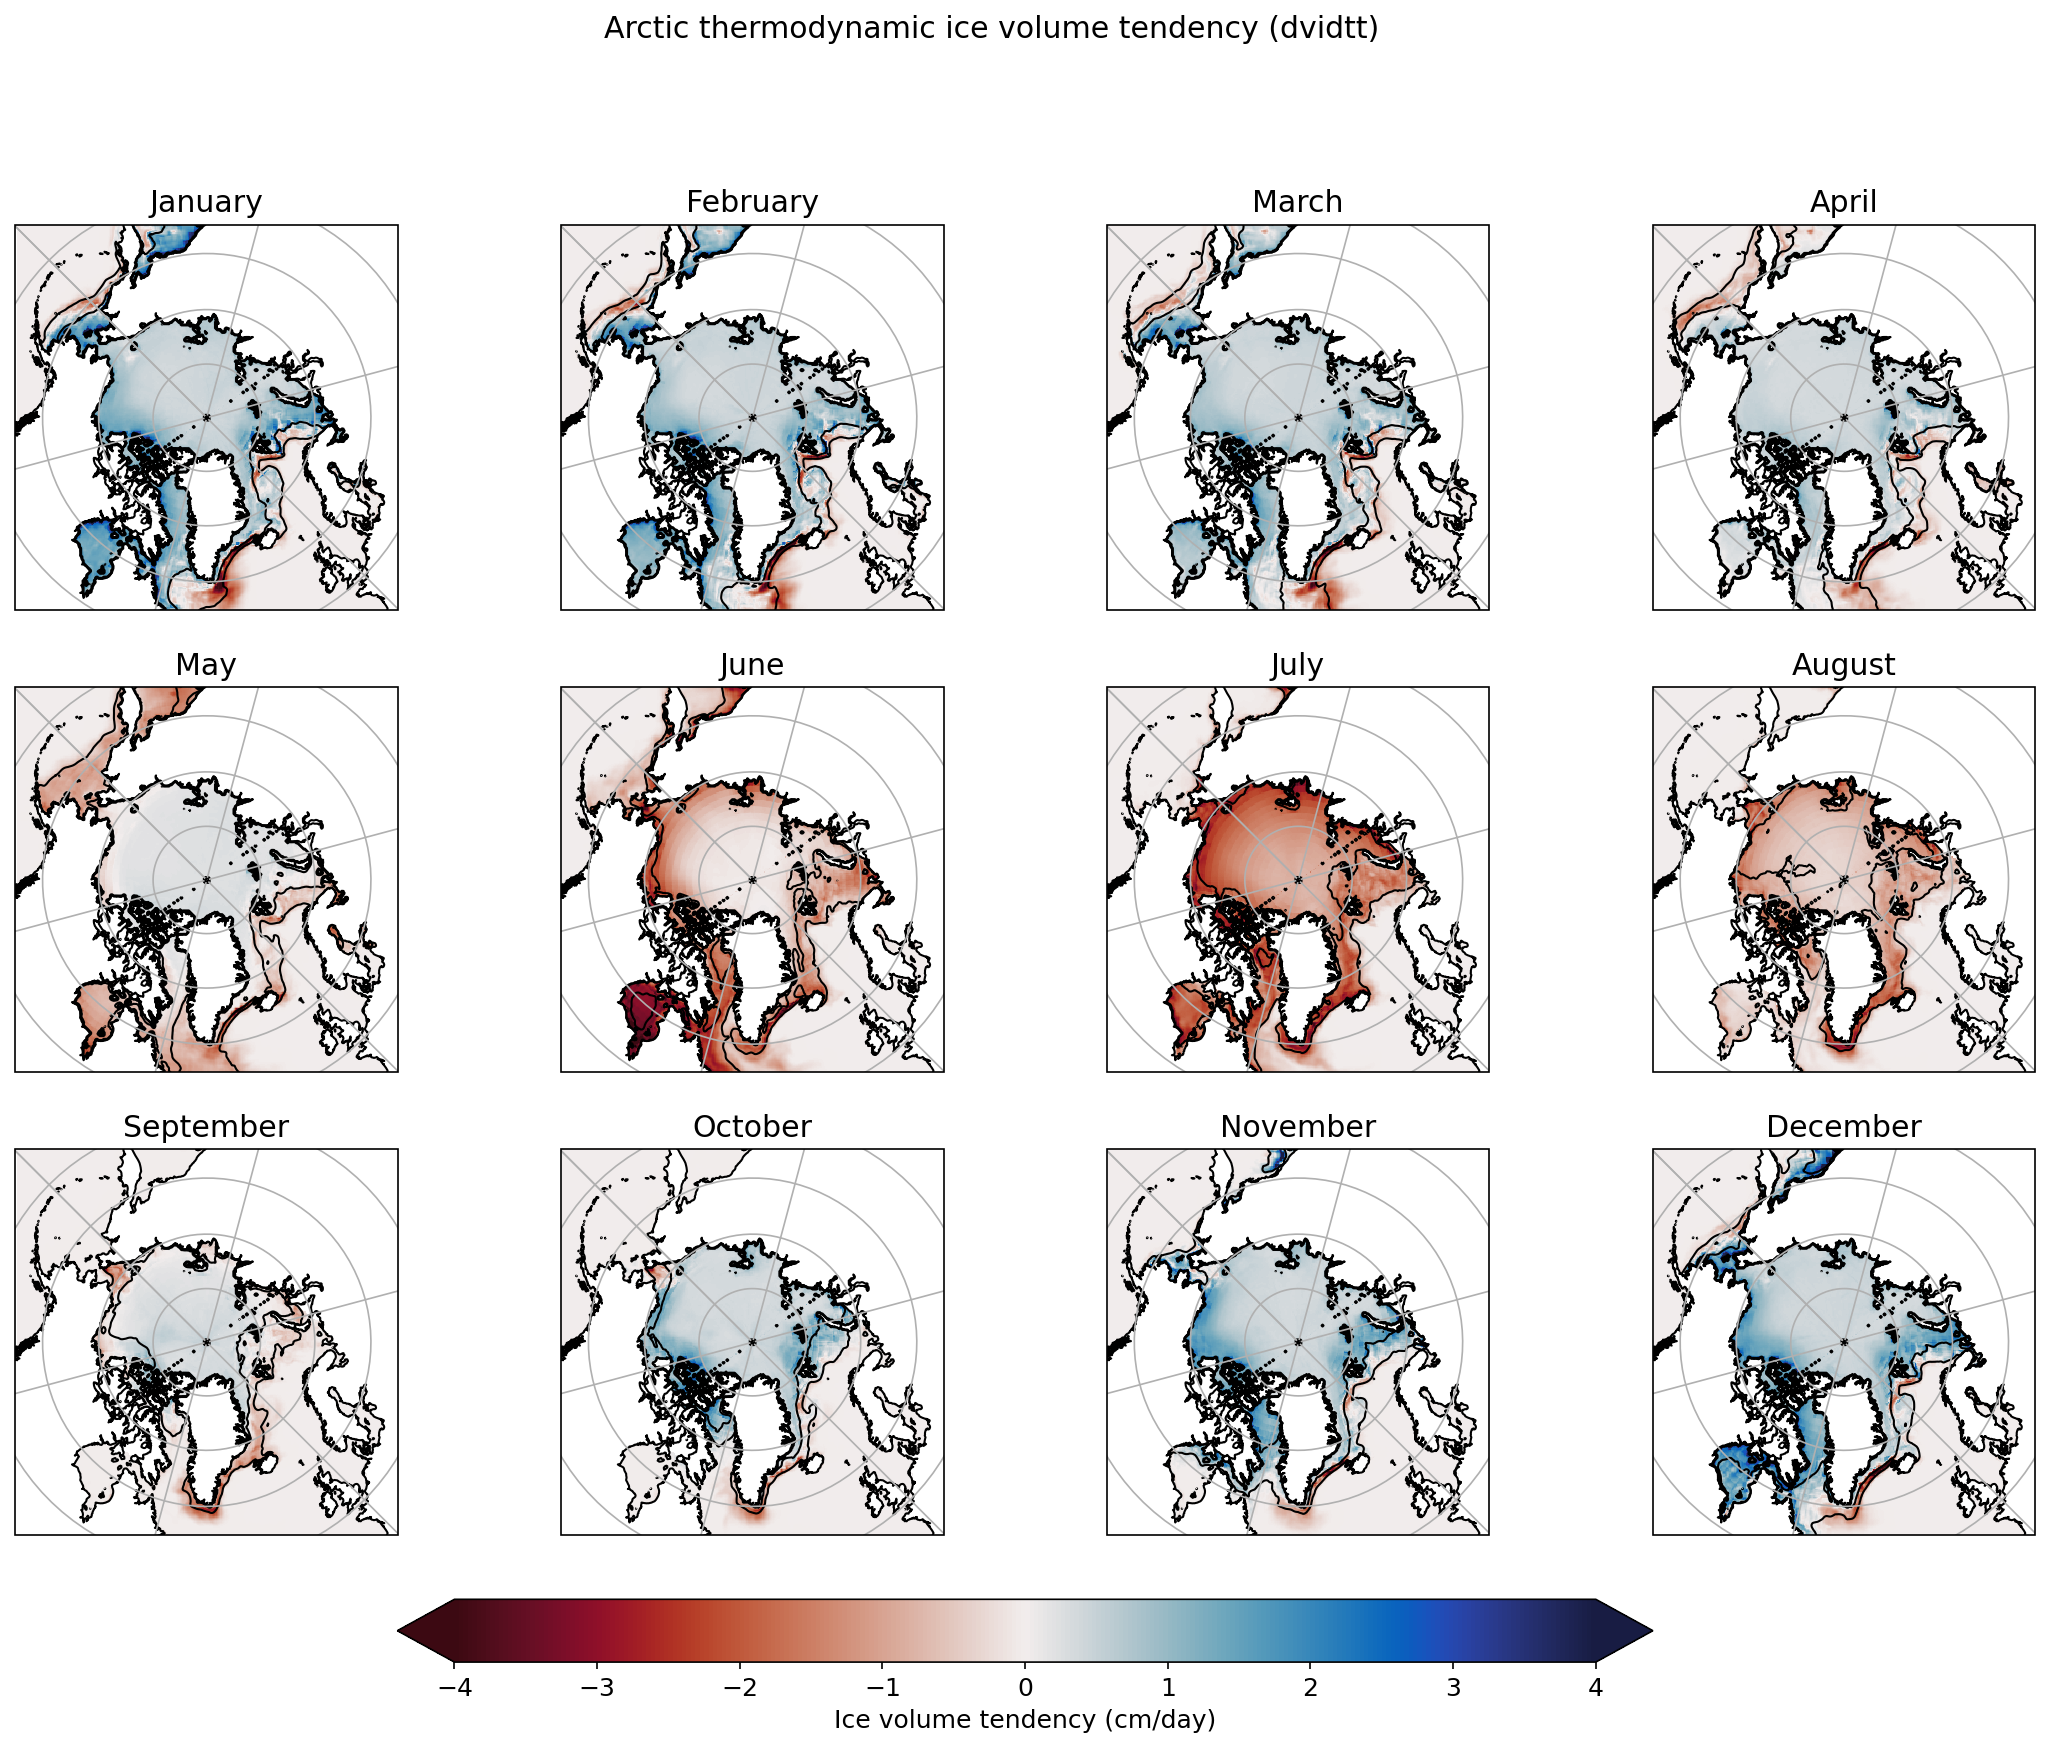 Arctic thermodynamic ice volume tendency (dvidtt)
January
February
March
April
May
June
July
August
September
October
November
December
−4
−3
−2
−1
0
1
2
3
4
Ice volume tendency (cm/day)